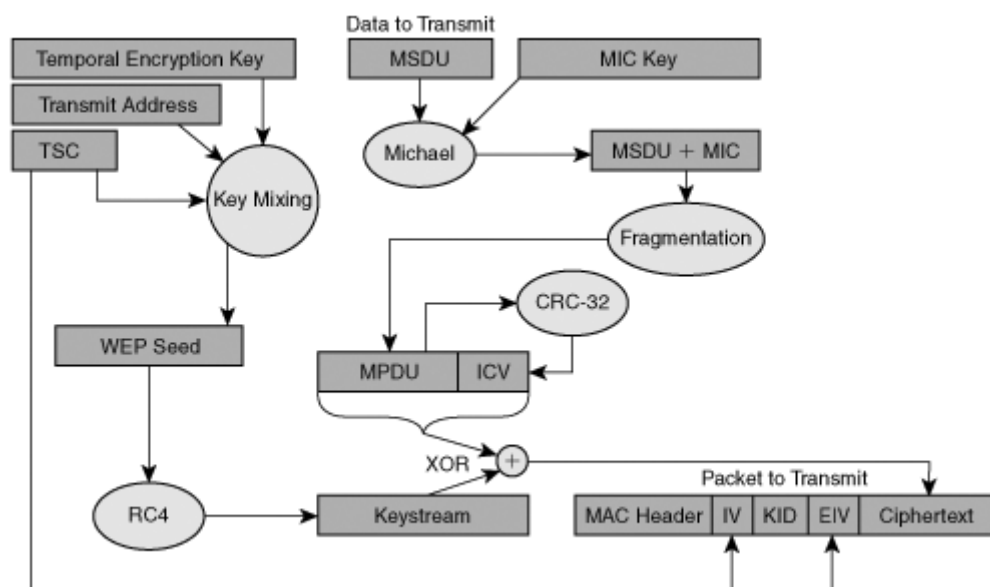 Data to Transmit
Temporal Encryption Key
MSDU
MIC Key
Transmit Address
TSC
Michael
MSDU + MIC
Key Mixing
Fragmentation
CRC-32
WEP Seed
MPDU
ICV
XOR
+
Packet to Transmit
RC4
Keystream
MAC Header
IV
KID
EIV
Ciphertext